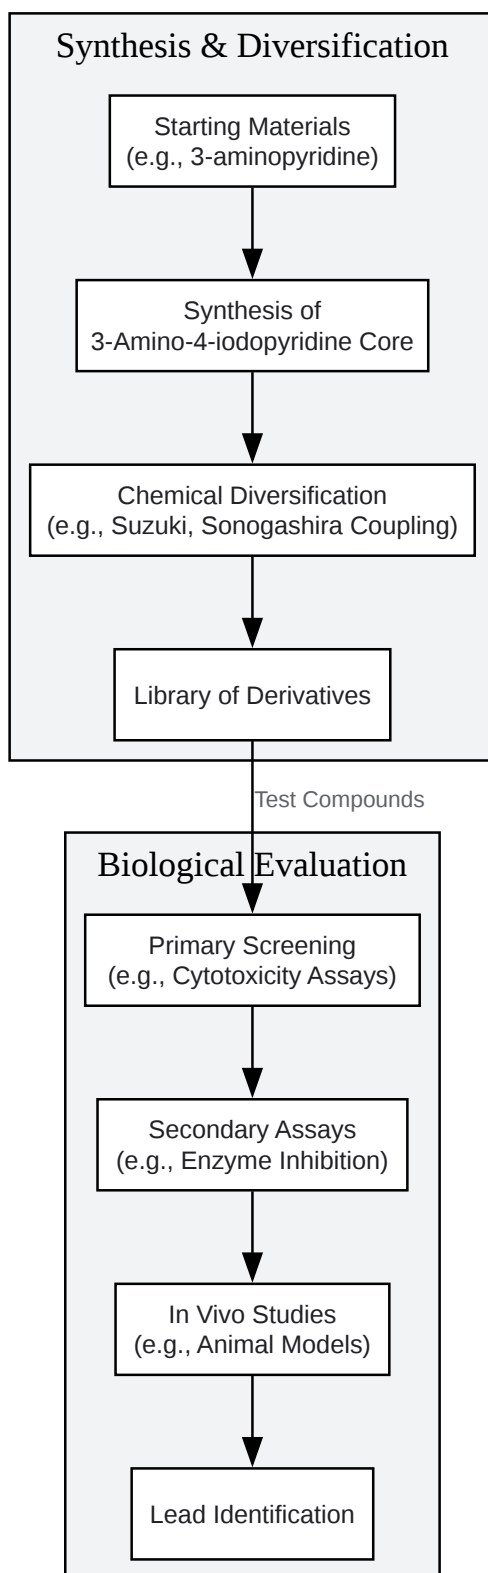 Synthesis & Diversification
Starting Materials
(e.g., 3-aminopyridine)
Synthesis of
3-Amino-4-iodopyridine Core
Chemical Diversification
(e.g., Suzuki, Sonogashira Coupling)
Library of Derivatives
Test Compounds
Biological Evaluation
Primary Screening
(e.g., Cytotoxicity Assays)
Secondary Assays
(e.g., Enzyme Inhibition)
In Vivo Studies
(e.g., Animal Models)
Lead Identification